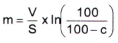 m = V/S x ln(100/100-c)